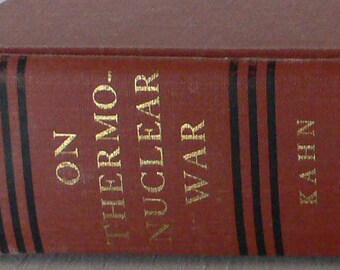 ON
THERMO-
NUCLEAR
WAR
KAHN